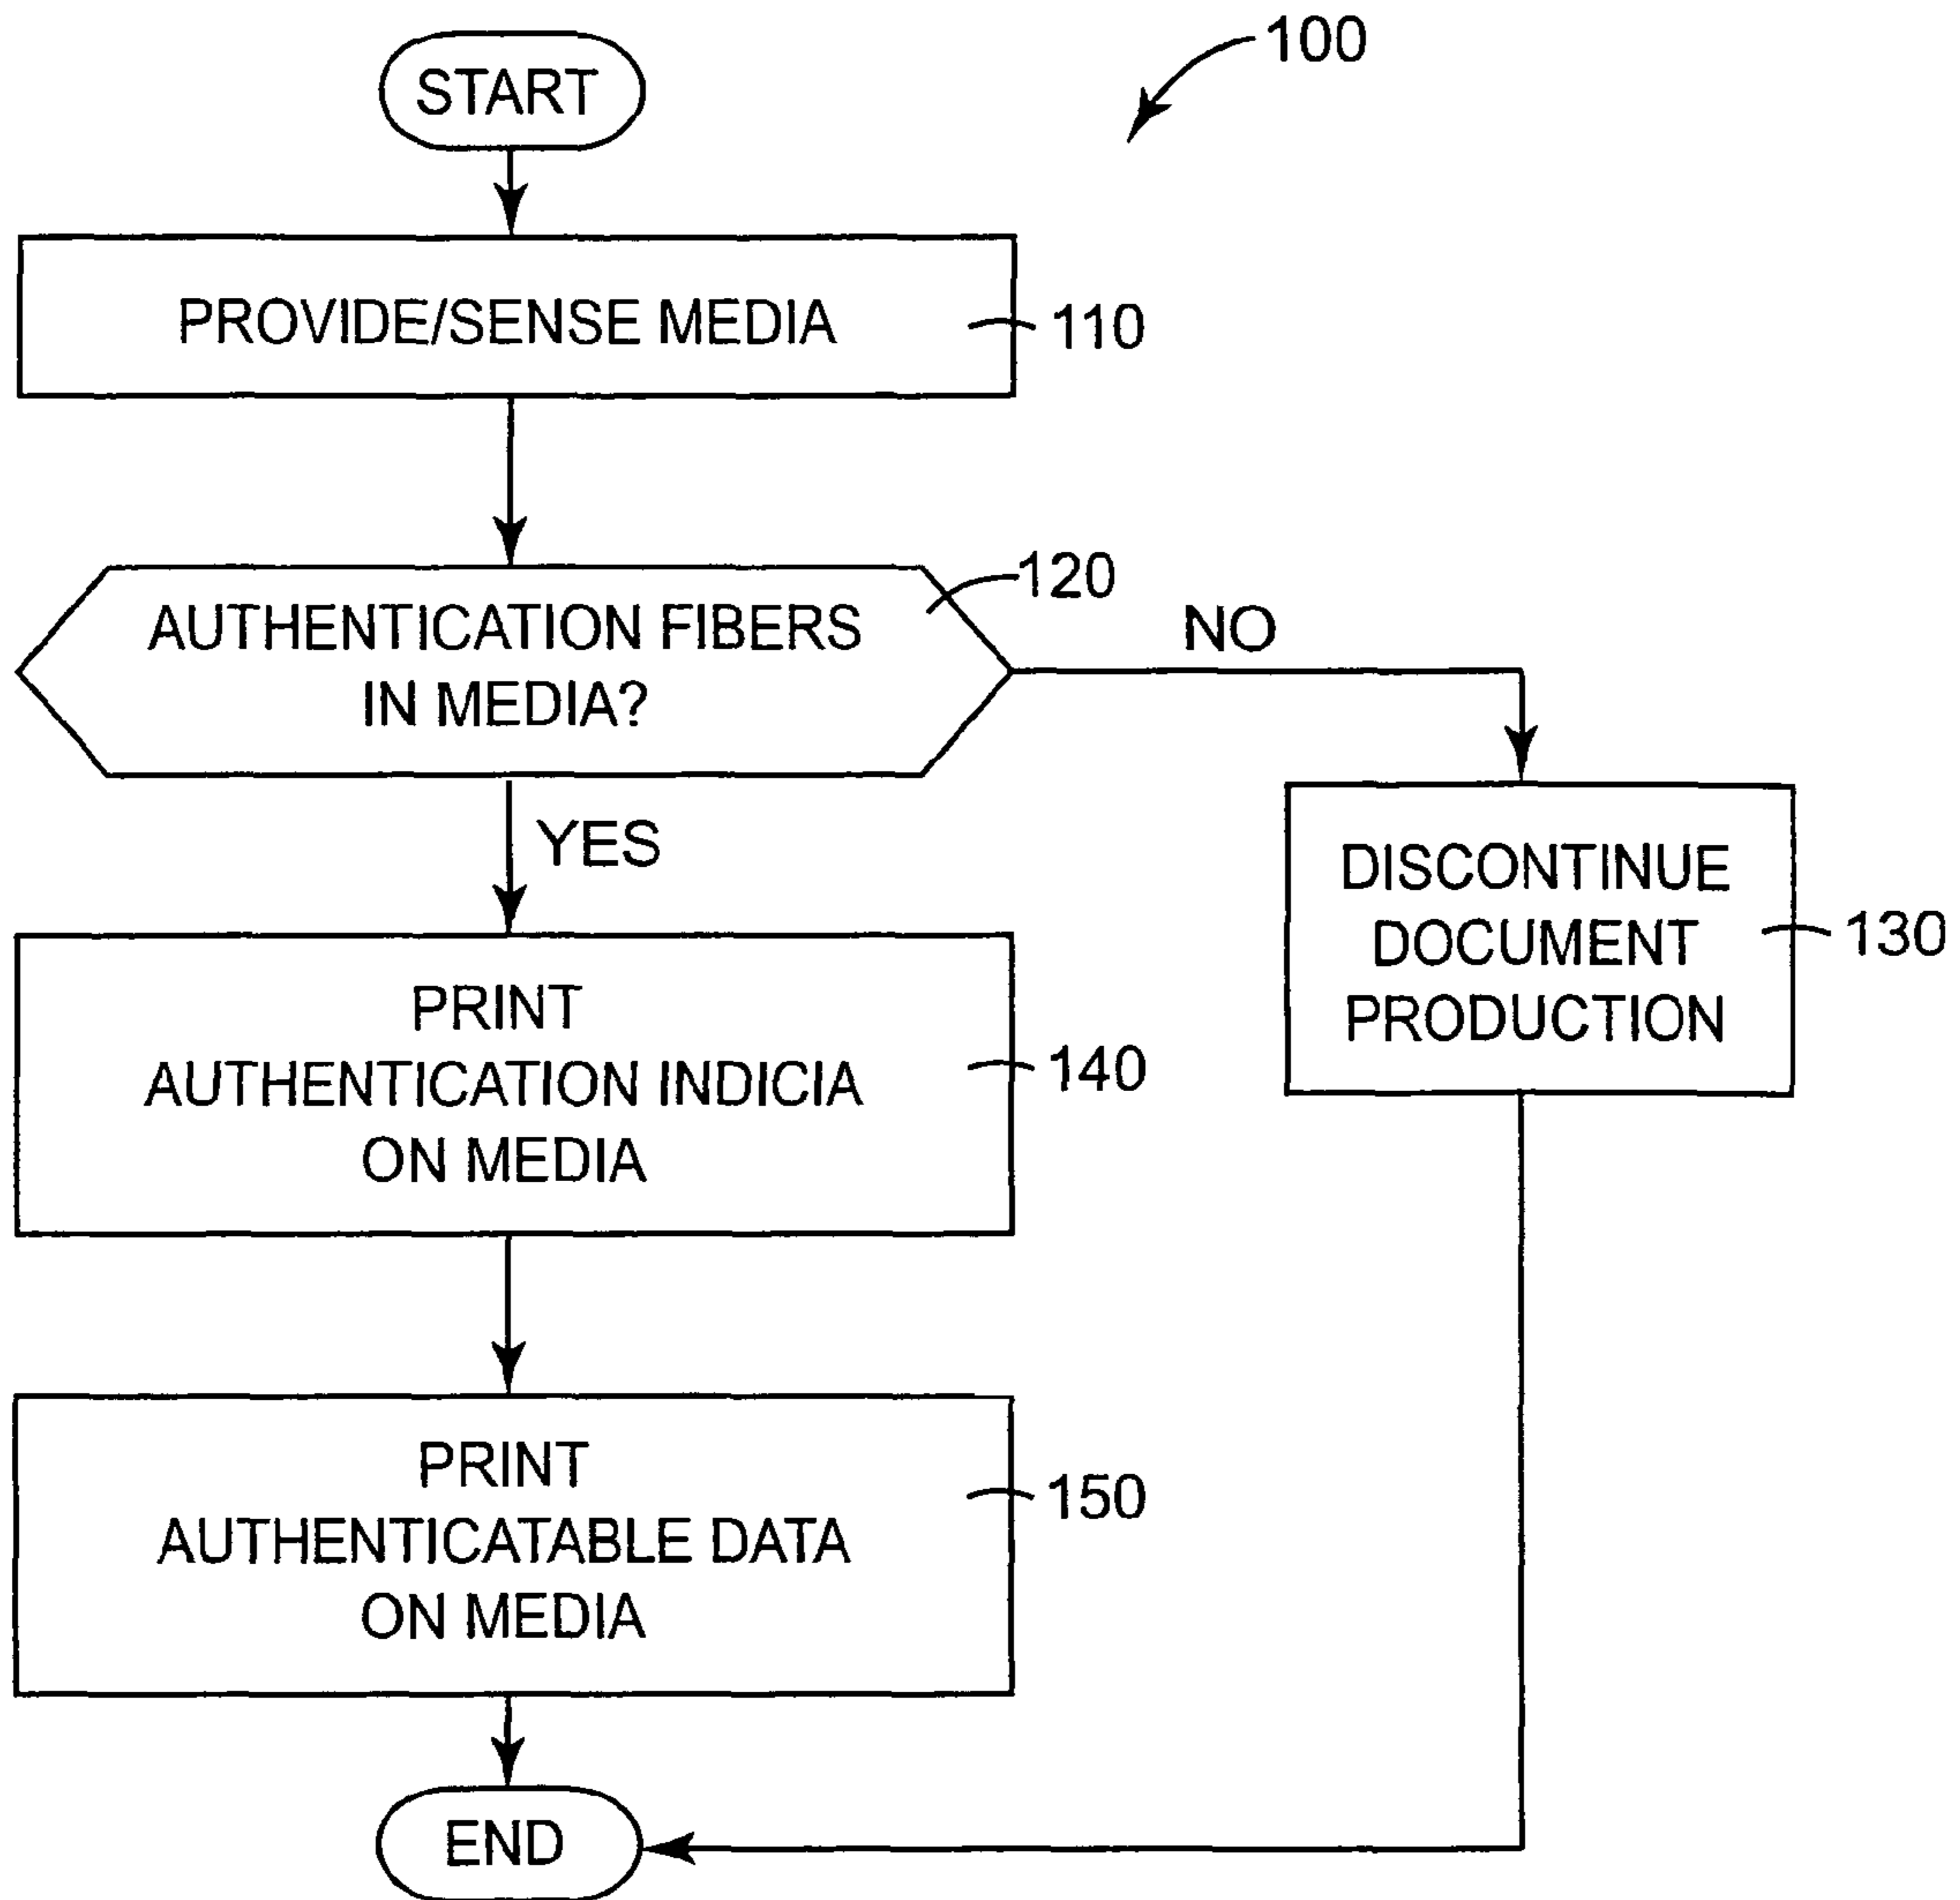 100
START
PROVIDE/SENSE MEDIA
110
AUTHENTICATION FIBERS
IN MEDIA?
120
NO
YES
DISCONTINUE
DOCUMENT
PRODUCTION
130
PRINT
AUTHENTICATION INDICIA
ON MEDIA
140
PRINT
AUTHENTICATABLE DATA
ON MEDIA
150
END